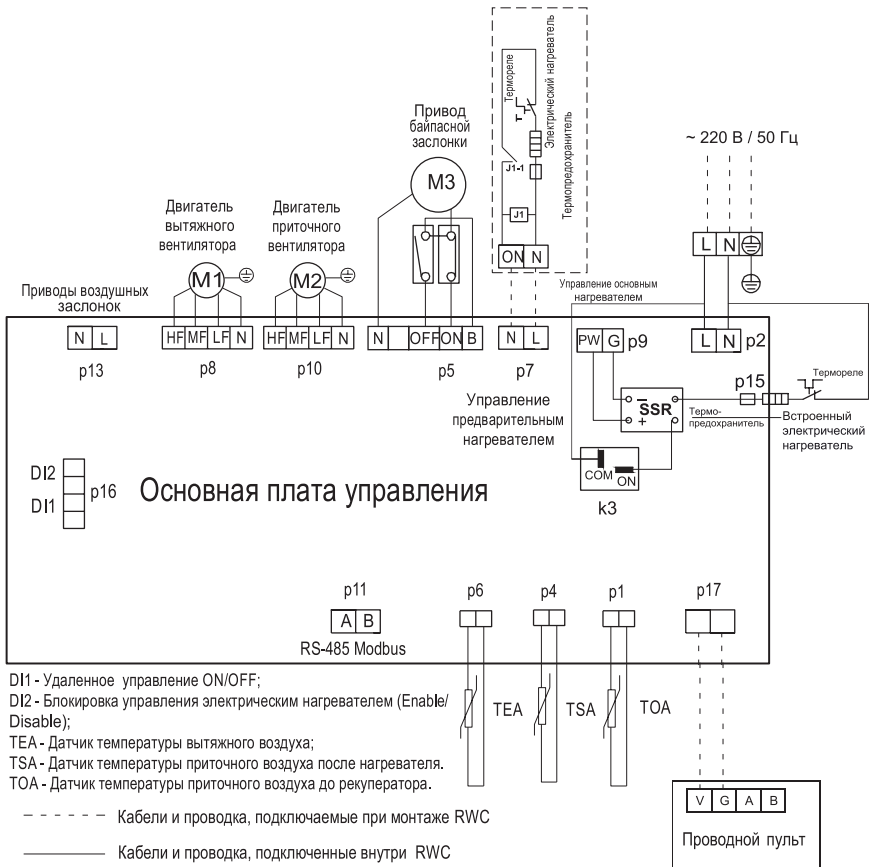 Термореле
Электрический нагреватель
Термопредохранитель
J1-1
J1
ON N
~ 220 В / 50 Гц
L N
Привод
байпасной
заслонки
M3
Двигатель
вытяжного
вентилятора
M1
Двигатель
приточного
вентилятора
M2
Управление основным
нагревателем
Приводы воздушных
заслонок
N L
p13
HF MF LF N
p8
HF MF LF N
p10
N OFF ON B
p5
N L
p7
PW G p9
L N p2
Управление
предварительным
нагревателем
p15
Термореле
SSR
– +
Термо-
предохранитель
Встроенный
электрический
нагреватель
COM ON
k3
DI2
DI1
p16
Основная плата управления
p11
A B
RS-485 Modbus
p6
p4
p1
p17
TEA
TSA
TOA
DI1 - Удаленное управление ON/OFF;
DI2 - Блокировка управления электрическим нагревателем (Enable/
Disable);
TEA - Датчик температуры вытяжного воздуха;
TSA - Датчик температуры приточного воздуха после нагревателя.
TOA - Датчик температуры приточного воздуха до рекуператора.
Кабели и проводка, подключаемые при монтаже RWC
Кабели и проводка, подключенные внутри RWC
V G A B
Проводной пульт